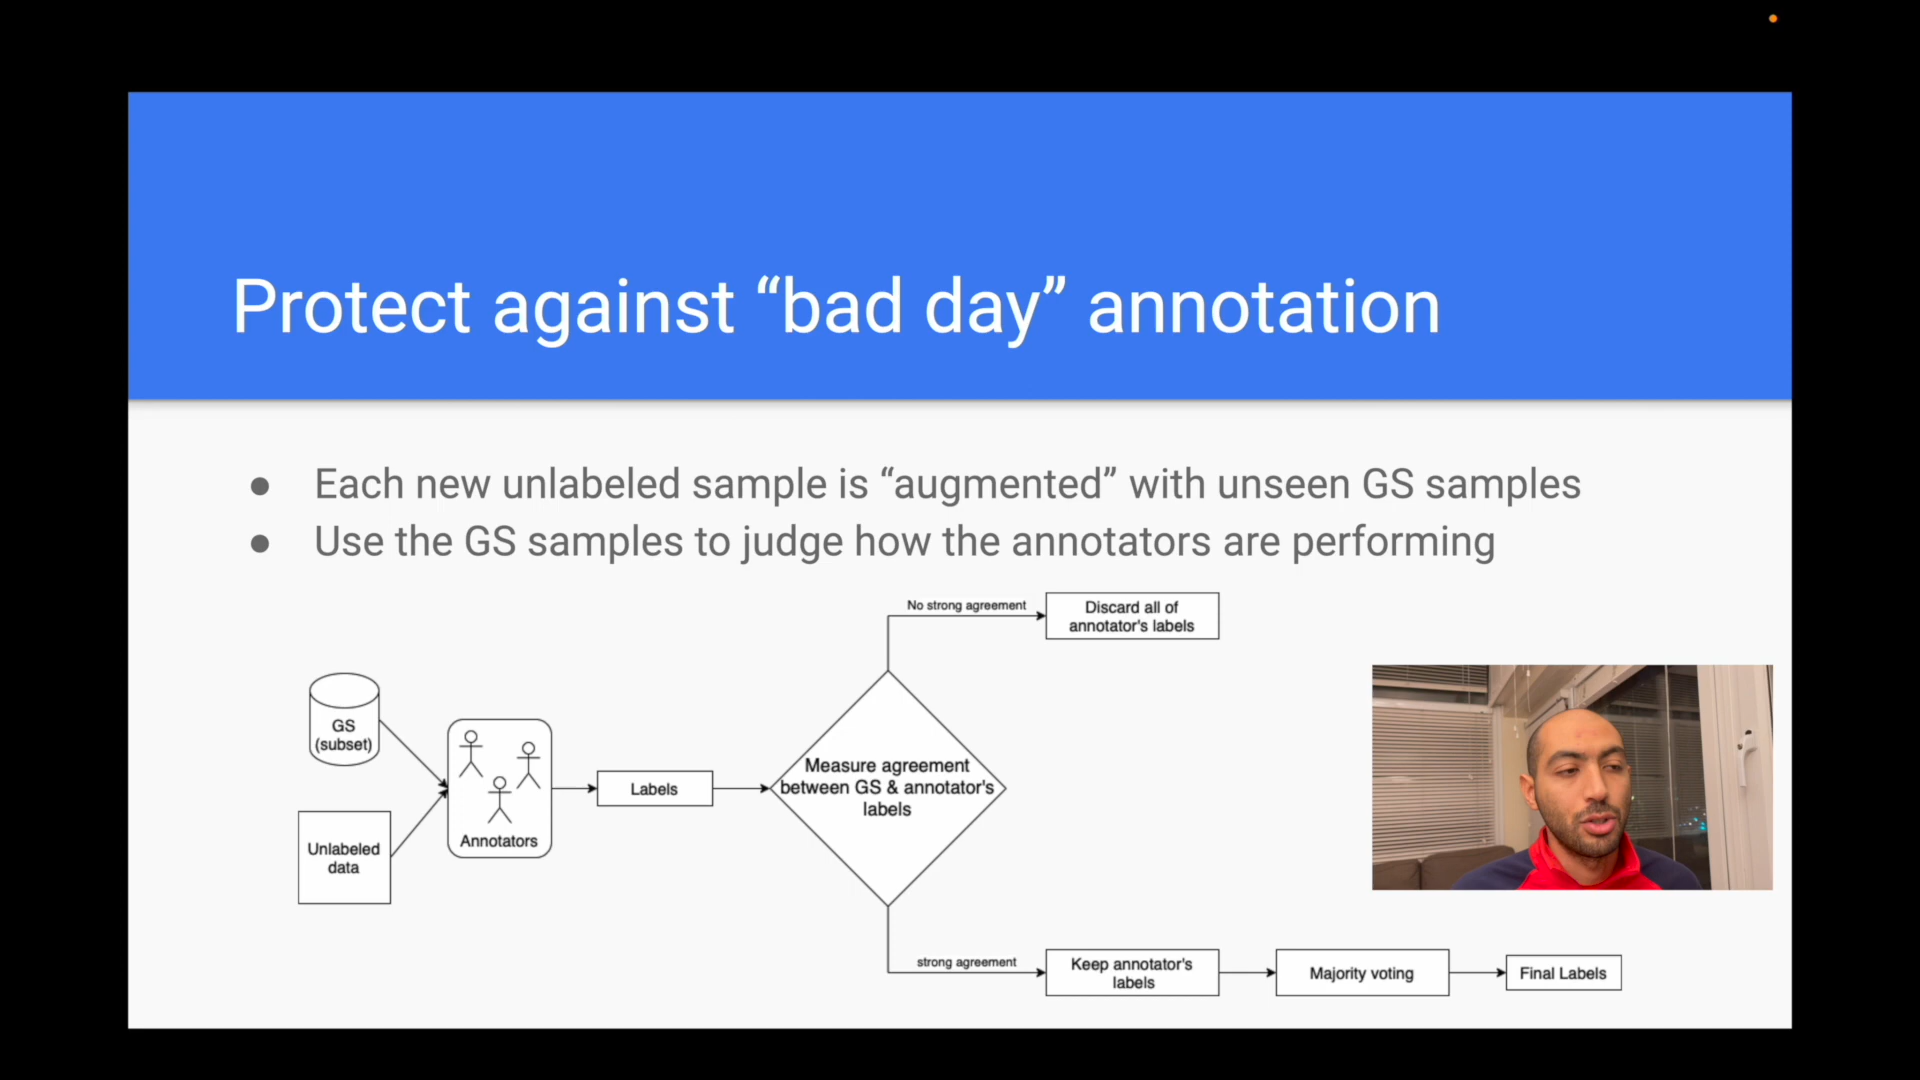 Protect against “bad day” annotation
● Each new unlabeled sample is “augmented” with unseen GS samples
● Use the GS samples to judge how the annotators are performing
No strong agreement
Discard all of
annotator's labels
GS
(subset)
Unlabeled
data
Annotators
Labels
Measure agreement
between GS & annotator's
labels
strong agreement
Keep annotator's
labels
Majority voting
Final Labels